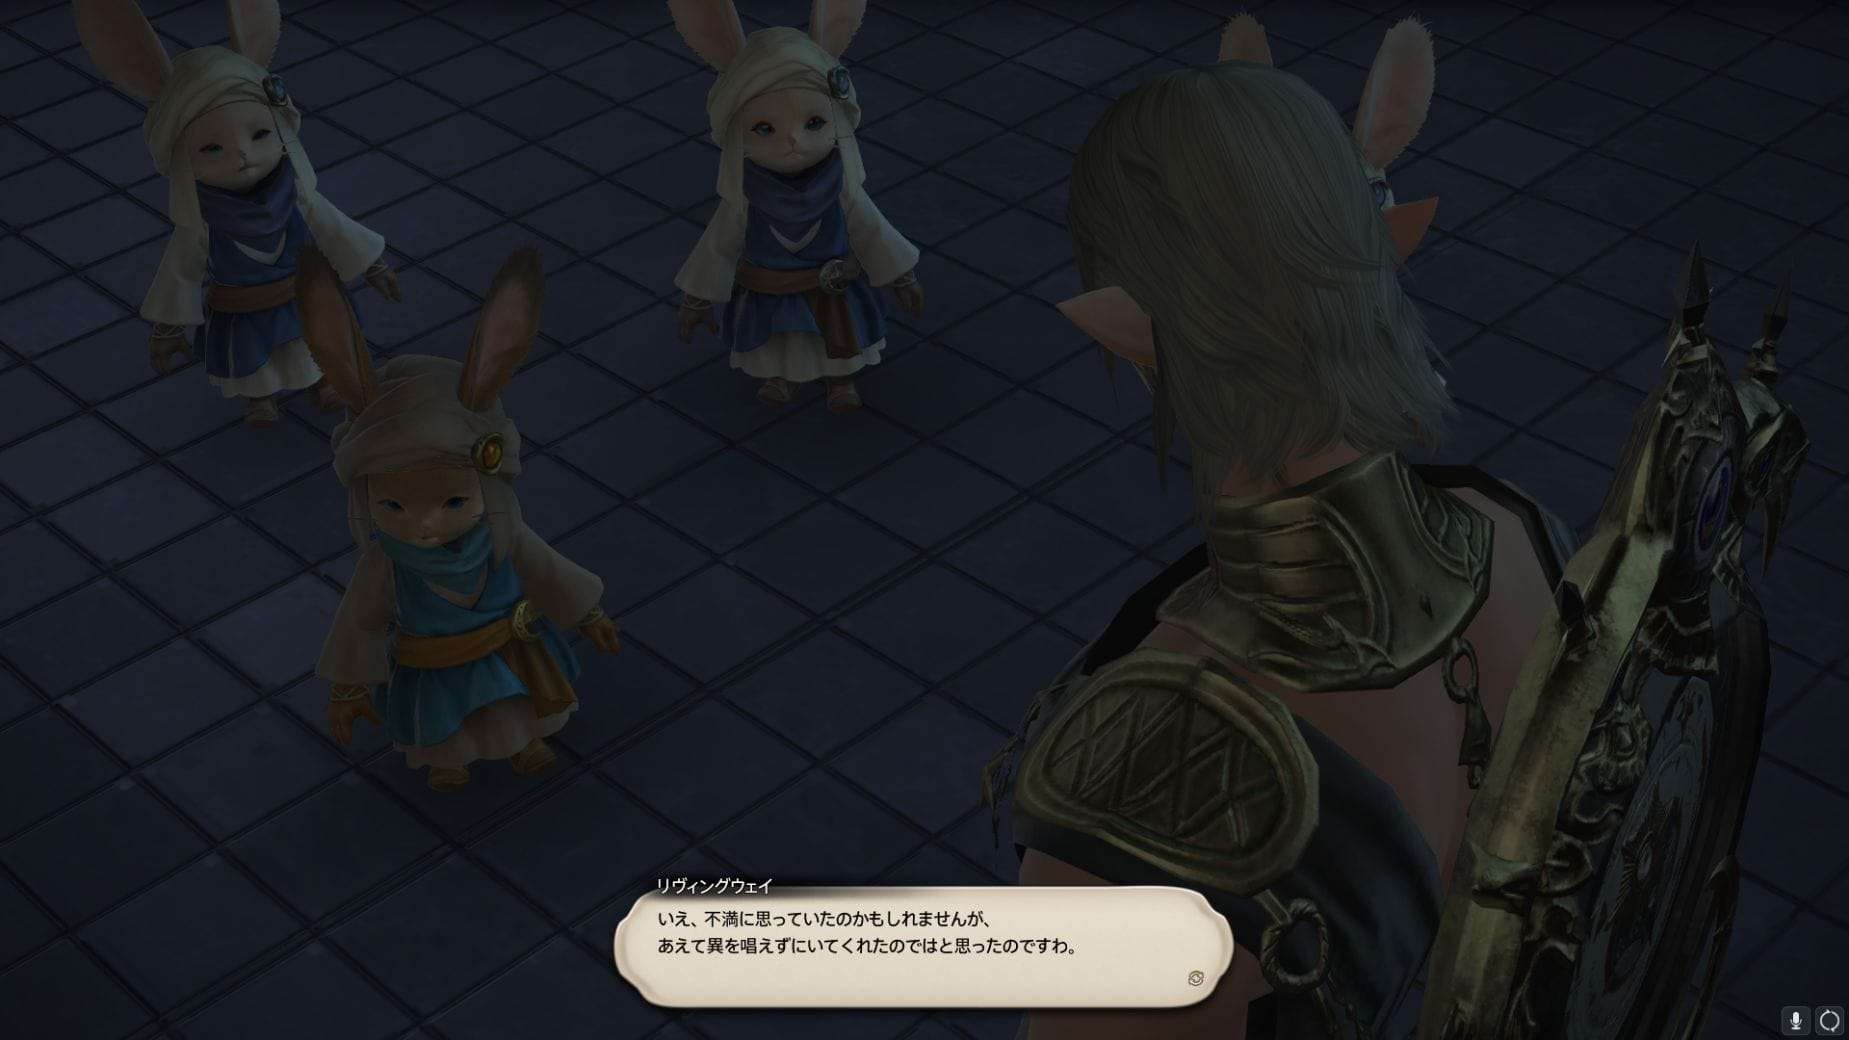 リヴィングウェイ
いえ、不満に思っていたのかもしれませんが、
あえて異を唱えずにいてくれたのではと思ったのですわ。